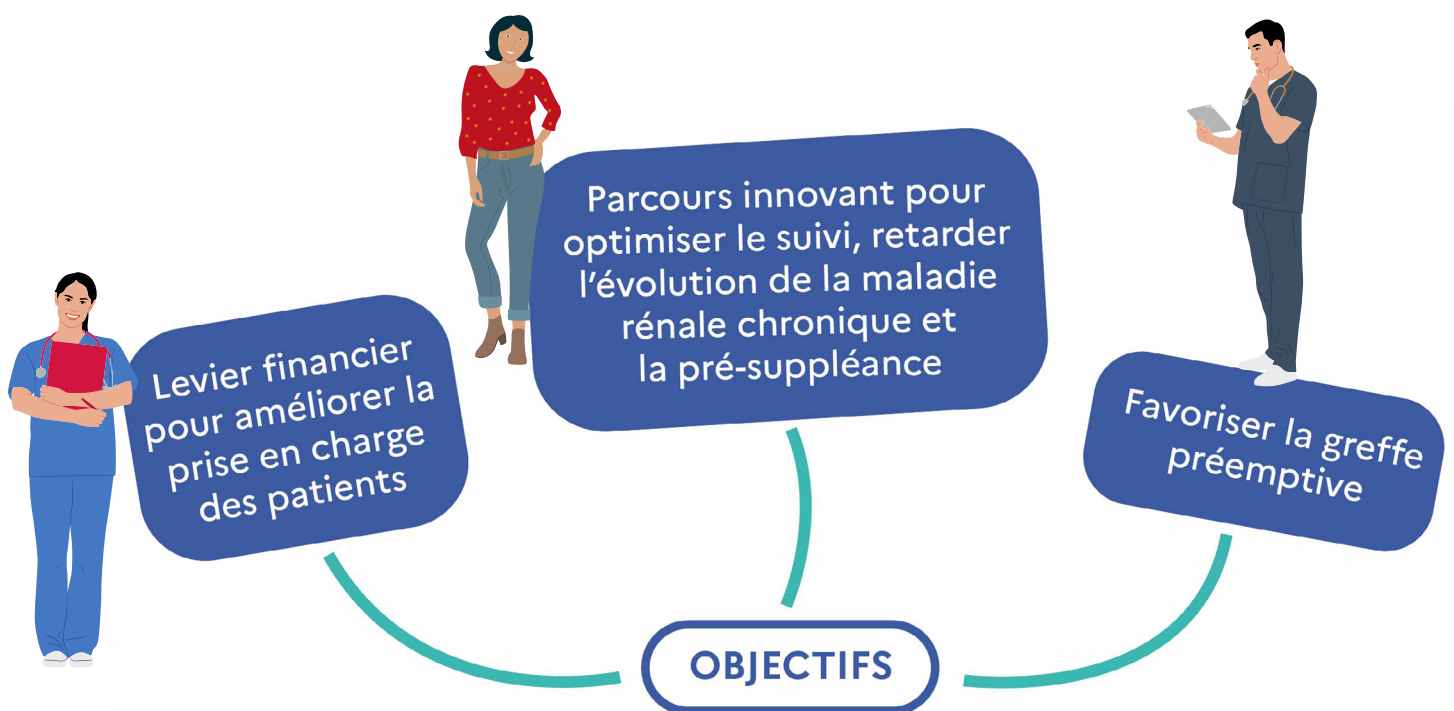 Levier financier
pour améliorer la
prise en charge
des patients
Parcours innovant pour
optimiser le suivi, retarder
l’évolution de la maladie
rénale chronique et
la pré-suppléance
Favoriser la greffe
préemptive
OBJECTIFS